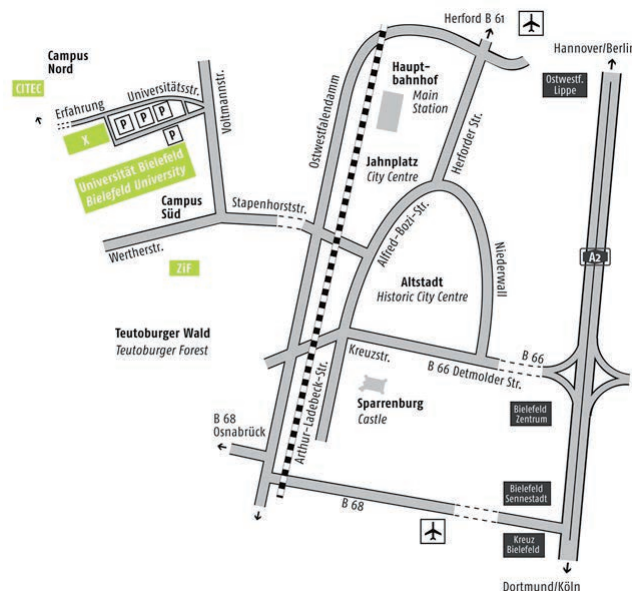 Herford B 61
Hannover/Berlin
Campus
Nord
CITEC
Universitätsstr.
Erfahrung
X
P
P
P
P
Voltmannstr.
Universität Bielefeld
Bielefeld University
Campus
Süd
Stapenhorststr.
Wertherstr.
ZiF
Ostwestfalendamm
Haupt-
bahnhof
Main
Station
Jahnplatz
City Centre
Herforder Str.
Ostwestf.
Lippe
A2
Alfred-Bozi-Str.
Niederwall
Altstadt
Historic City Centre
Teutoburger Wald
Teutoburger Forest
Kreuzstr.
B 66 Detmolder Str.
B 66
Arthur-Ladebeck-Str.
Sparrenburg
Castle
Bielefeld
Zentrum
B 68
Osnabrück
B 68
Bielefeld
Sennestadt
Kreuz
Bielefeld
Dortmund/Köln